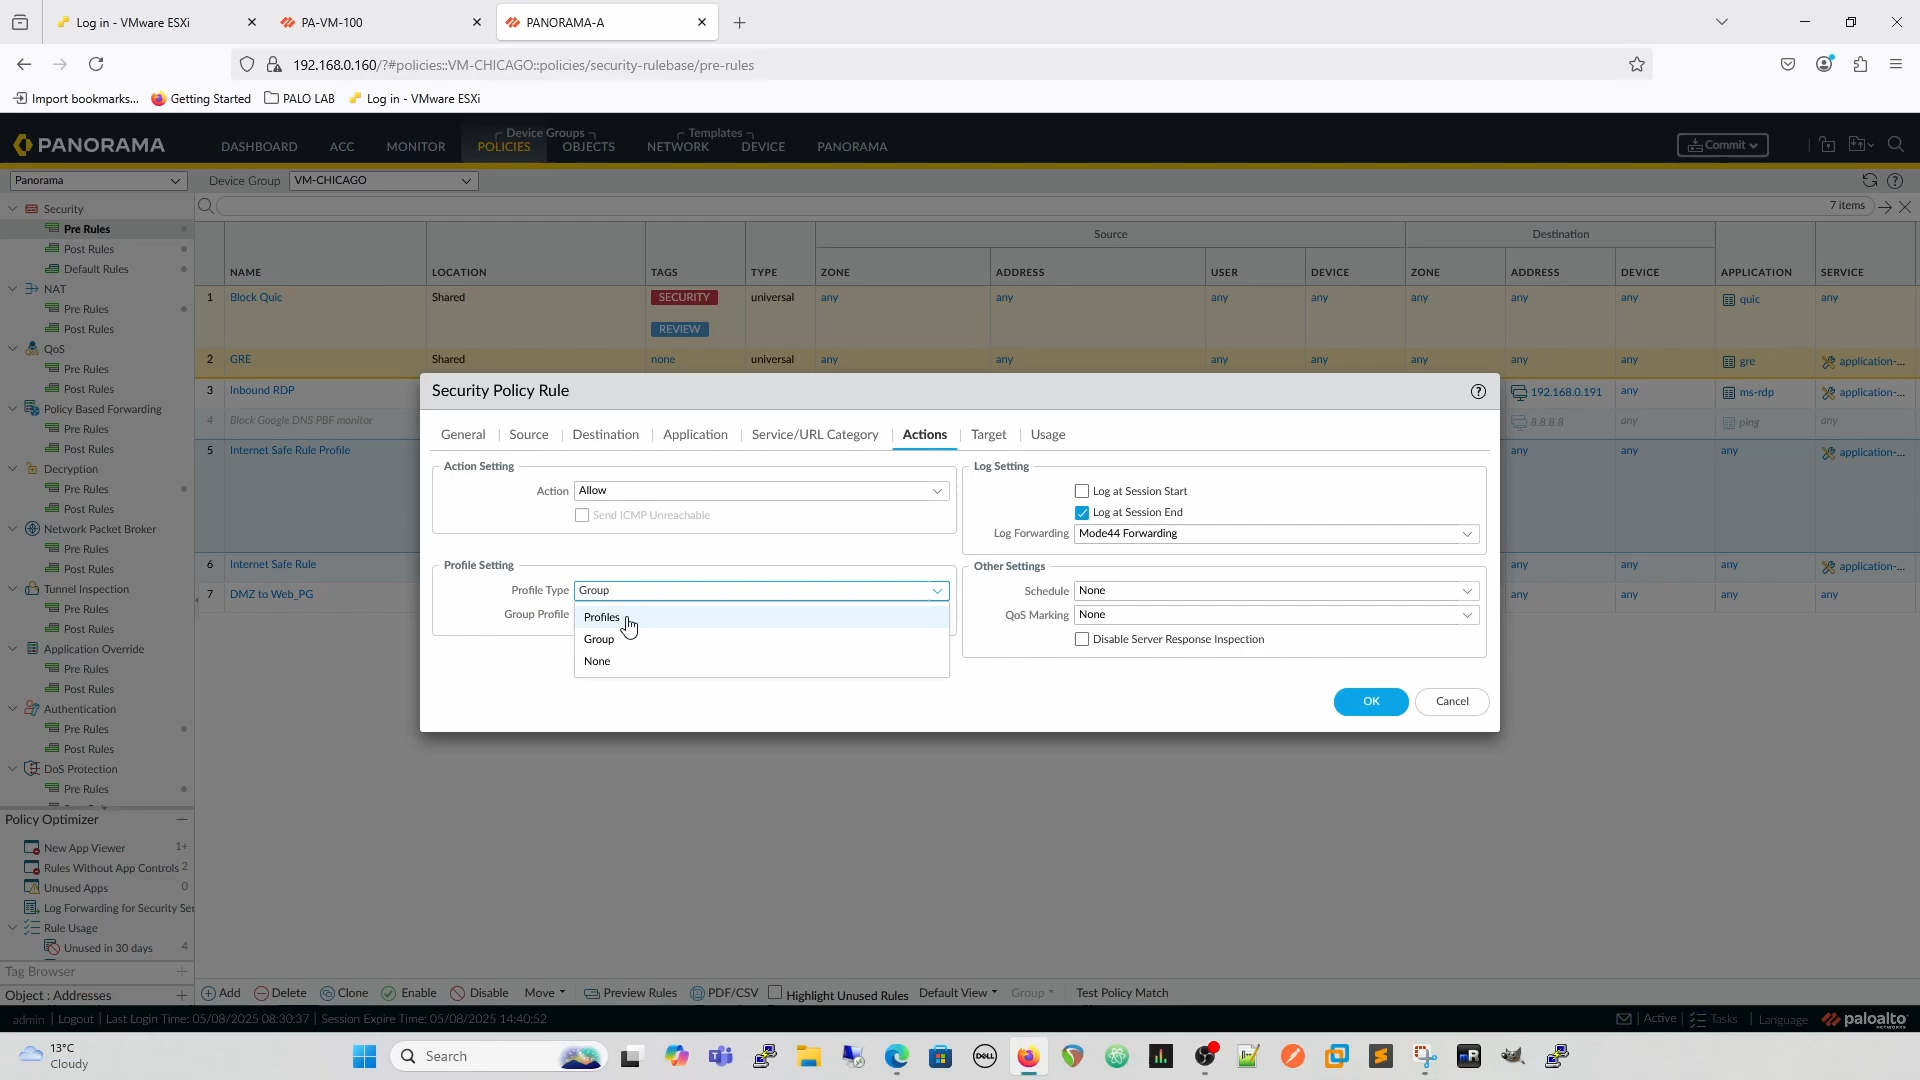 Log in - VMware ESXi
PA-VM-100
PANORAMA-A
192.168.0.160/?#policies::VM-CHICAGO::policies/security-rulebase/pre-rules
Import bookmarks...
Getting Started
PALO LAB
Log in - VMware ESXi
PANORAMA
DASHBOARD
ACC
MONITOR
Device Groups
POLICIES
OBJECTS
Templates
NETWORK
DEVICE
PANORAMA
Commit
Panorama
Device Group
VM-CHICAGO
7 items
Security
Pre Rules
Post Rules
Default Rules
NAT
Pre Rules
Post Rules
QoS
Pre Rules
Post Rules
Policy Based Forwarding
Pre Rules
Post Rules
Decryption
Pre Rules
Post Rules
Network Packet Broker
Pre Rules
Post Rules
Tunnel Inspection
Pre Rules
Post Rules
Application Override
Pre Rules
Post Rules
Authentication
Pre Rules
Post Rules
DoS Protection
Pre Rules
Policy Optimizer
New App Viewer 1+
Rules Without App Controls 2
Unused Apps 0
Log Forwarding for Security Ser
Rule Usage
Unused in 30 days 4
Tag Browser
Object : Addresses
Source
Destination
NAME LOCATION TAGS TYPE ZONE ADDRESS USER DEVICE ZONE ADDRESS DEVICE APPLICATION SERVICE
1 Block Quic Shared SECURITY universal any any any any any any any quic any
REVIEW
2 GRE Shared none universal any any any any any any any gre application-...
3 Inbound RDP 192.168.0.191 any ms-rdp application-...
4 Block Google DNS PBF monitor 8.8.8.8 any ping any
5 Internet Safe Rule Profile any any any application-...
6 Internet Safe Rule any any any application-...
7 DMZ to Web_PG any any any any
Security Policy Rule
General
Source
Destination
Application
Service/URL Category
Actions
Target
Usage
Action Setting
Action Allow
Send ICMP Unreachable
Profile Setting
Profile Type Group
Group Profile
Profiles
Group
None
Log Setting
Log at Session Start
Log at Session End
Log Forwarding Mode44 Forwarding
Other Settings
Schedule None
QoS Marking None
Disable Server Response Inspection
OK
Cancel
Add
Delete
Clone
Enable
Disable
Move
Preview Rules
PDF/CSV
Highlight Unused Rules
Default View
Group
Test Policy Match
admin | Logout | Last Login Time: 05/08/2025 08:30:37 | Session Expire Time: 05/08/2025 14:40:52
Active | Tasks | Language
paloalto
NETWORKS
13°C
Cloudy
Search
DELL